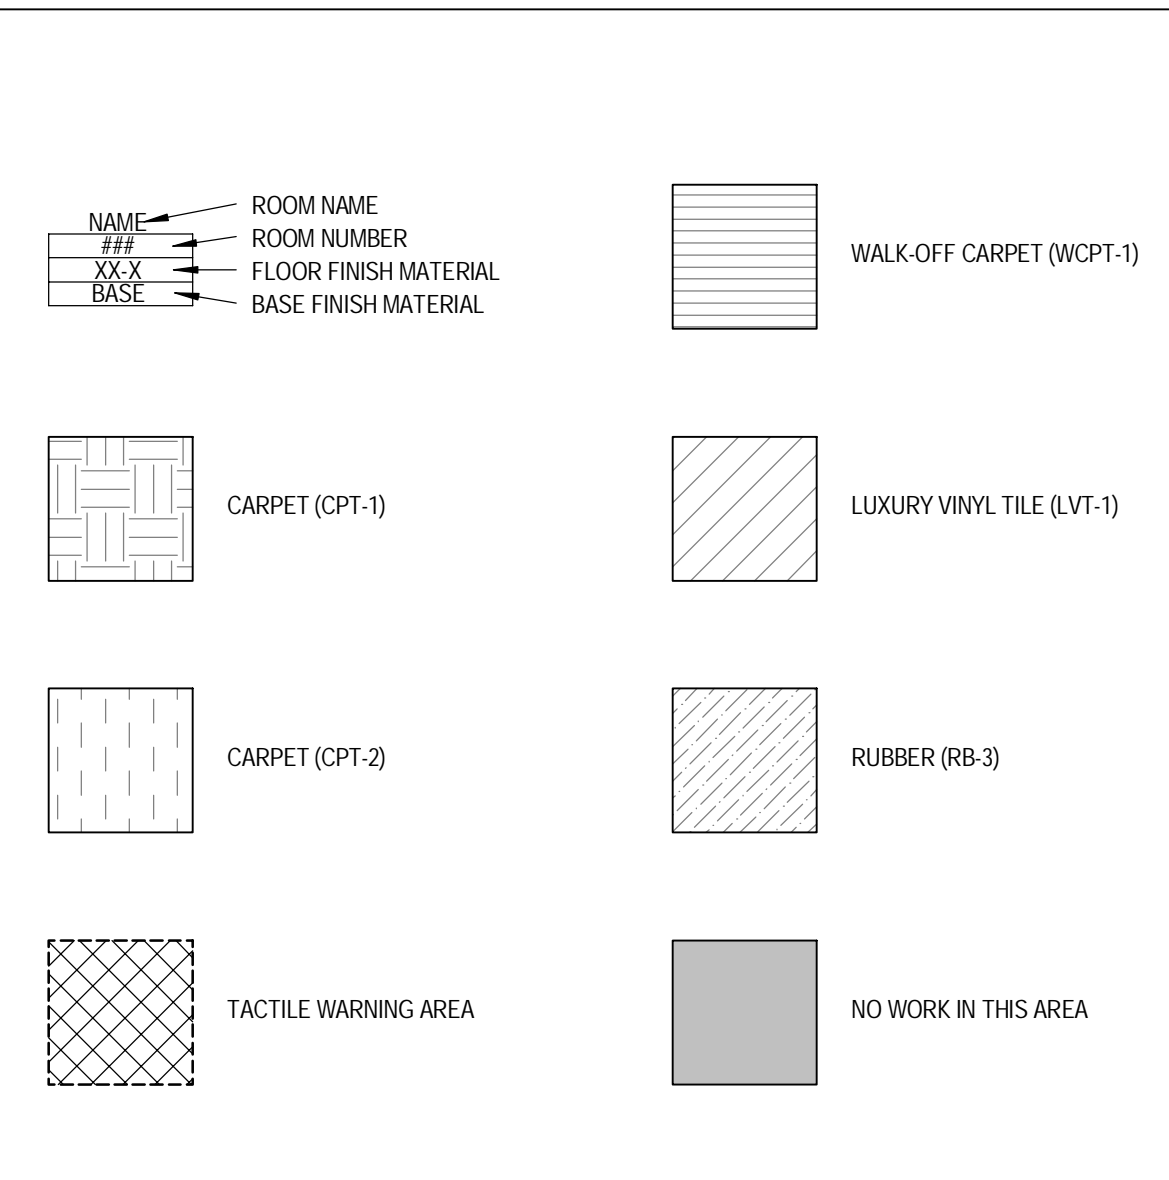 NAME
###
XX-X
BASE
ROOM NAME
ROOM NUMBER
FLOOR FINISH MATERIAL
BASE FINISH MATERIAL
WALK-OFF CARPET (WCPT-1)
CARPET (CPT-1)
LUXURY VINYL TILE (LVT-1)
CARPET (CPT-2)
RUBBER (RB-3)
TACTILE WARNING AREA
NO WORK IN THIS AREA